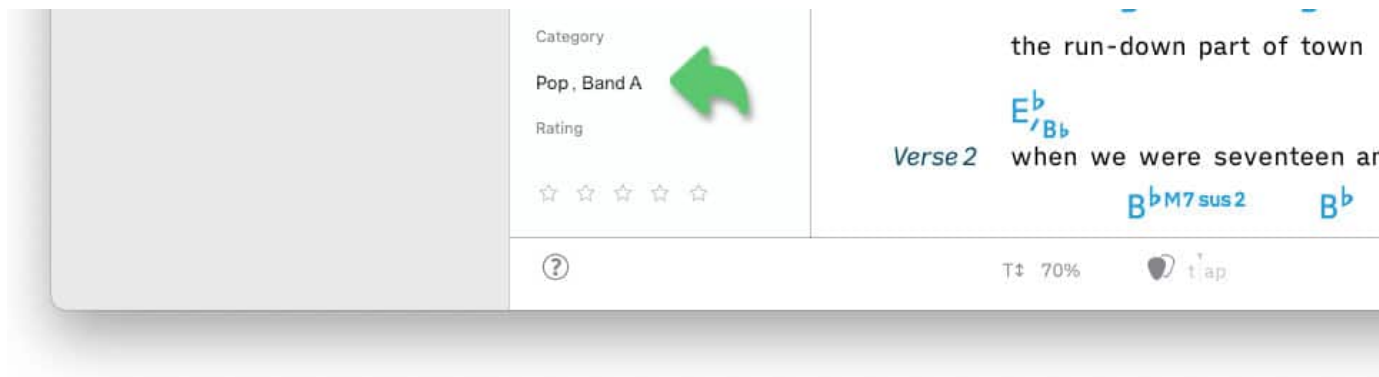 Category
Pop, Band A
Rating
the run-down part of town
E♭/B♭
Verse 2 when we were seventeen
B♭M7sus2 B♭
?
T↕ 70% tap